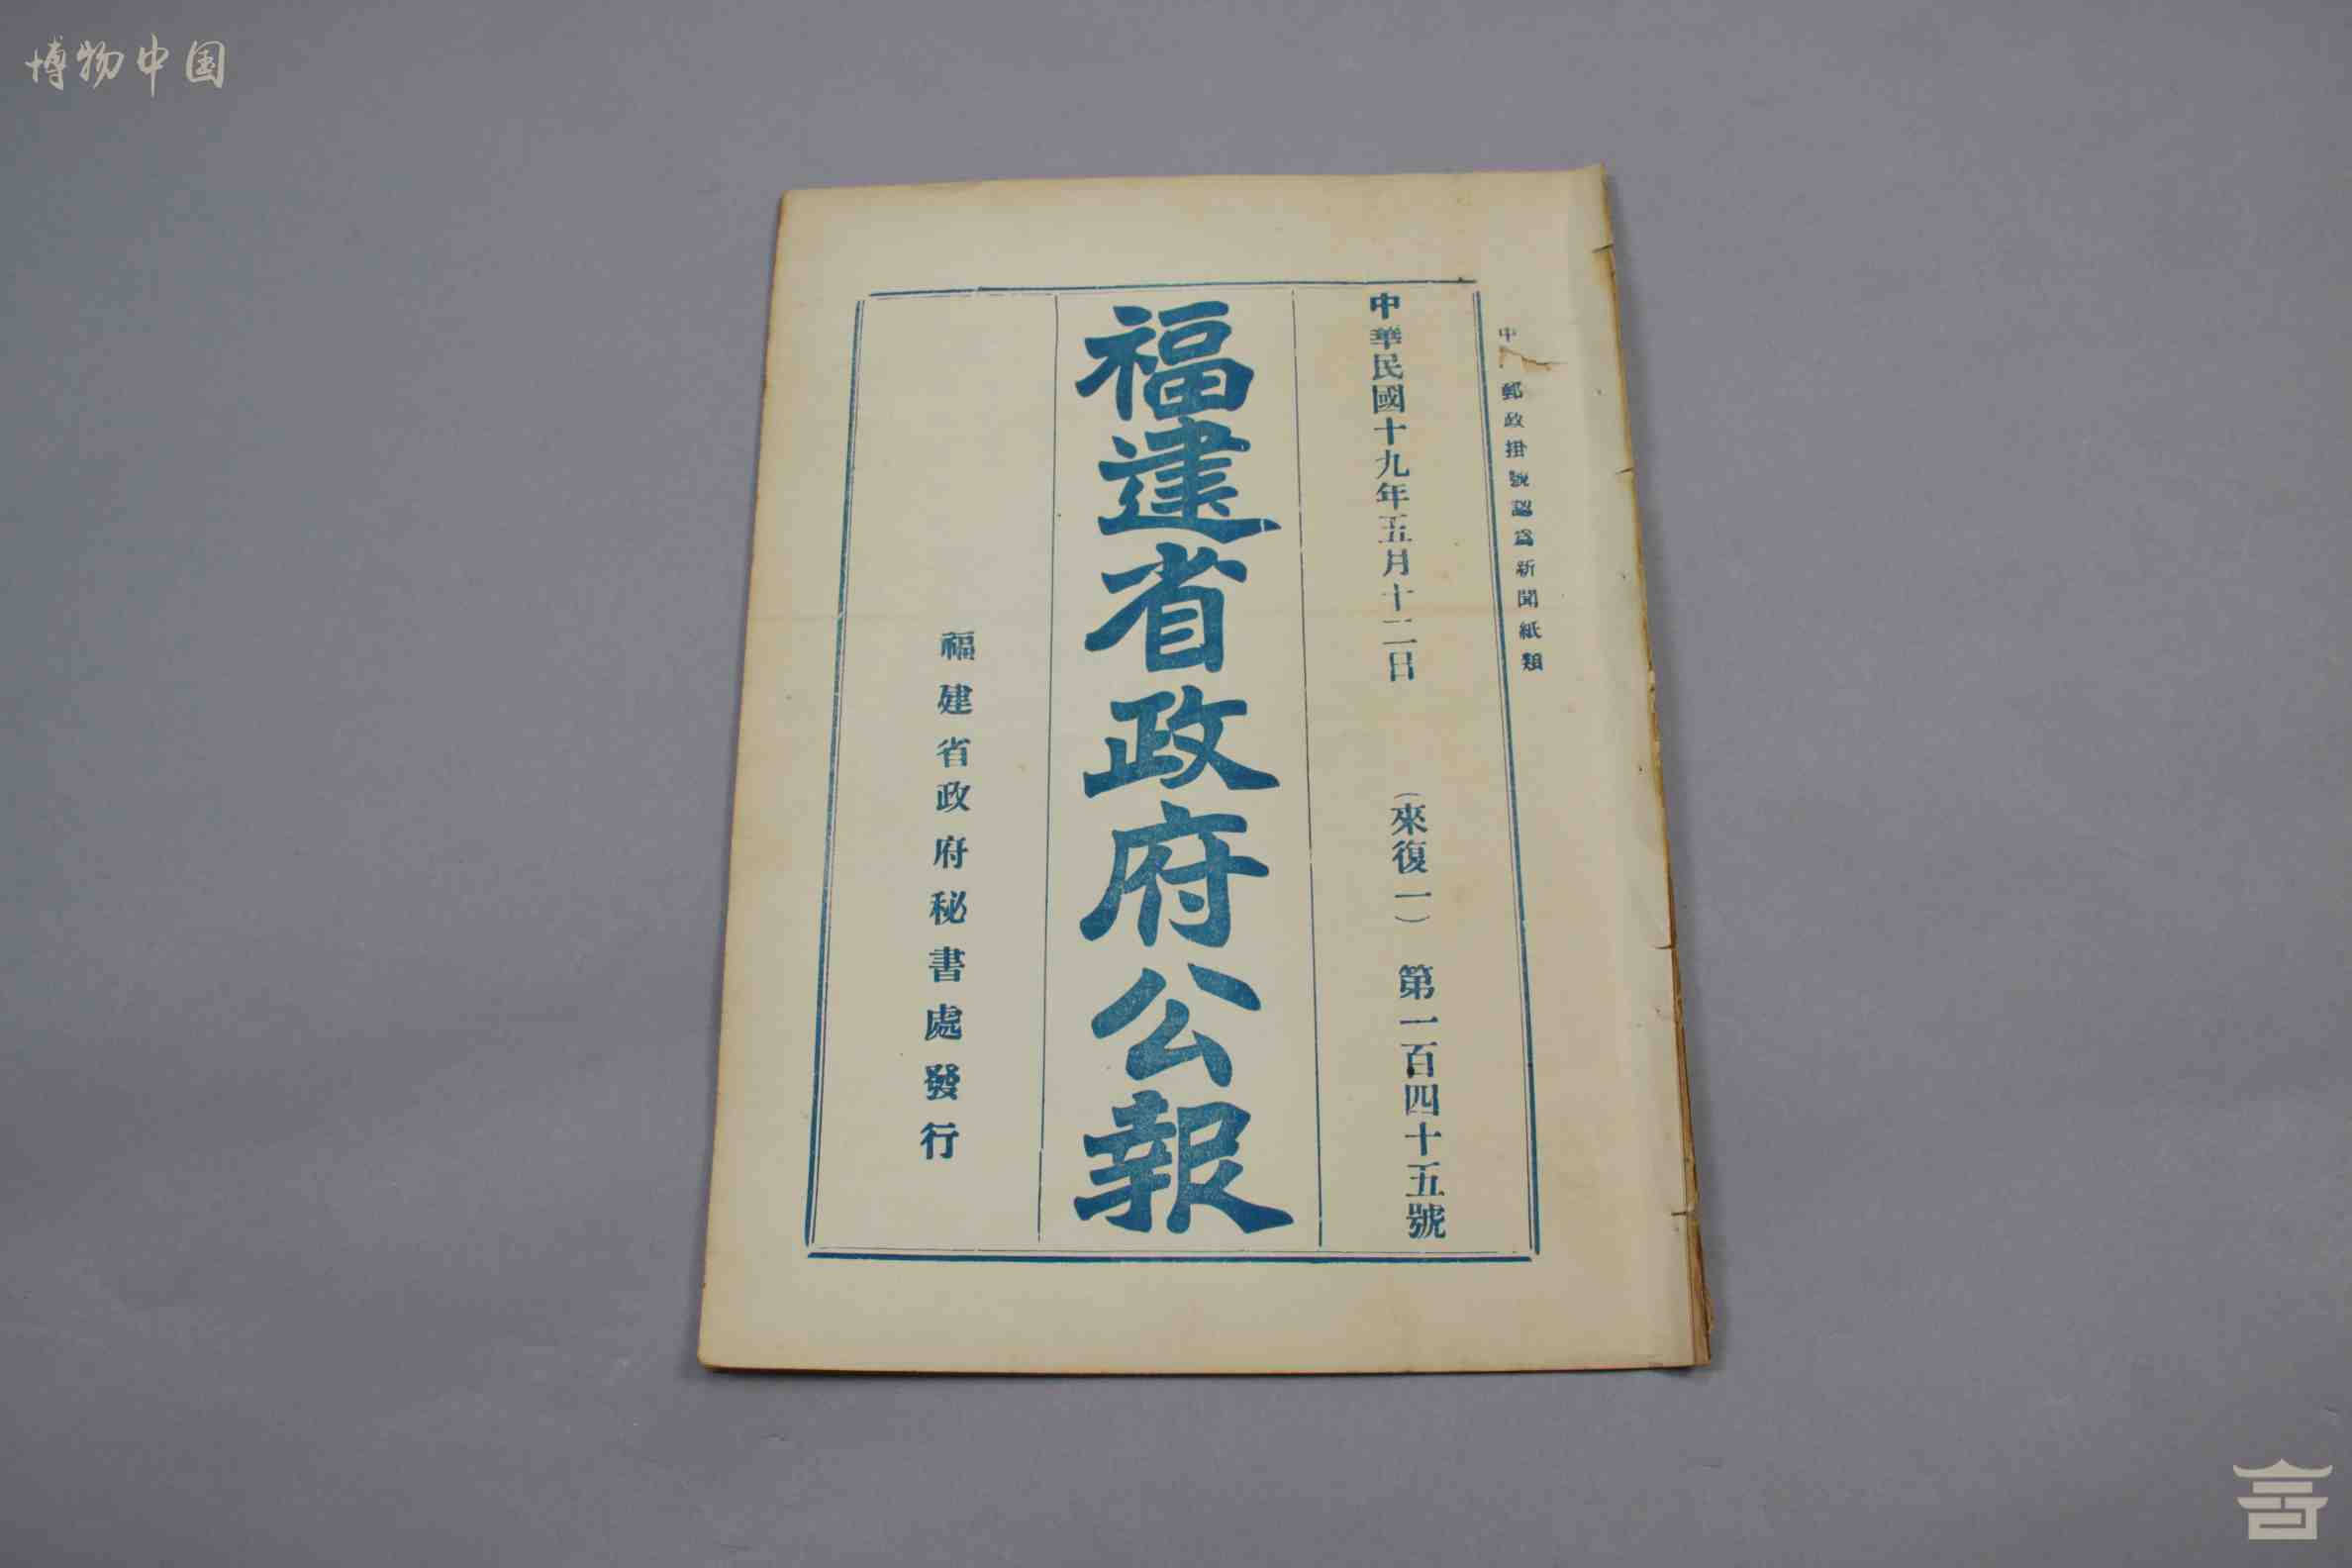 博物中国
中
郵政掛號認爲新聞紙類
中華民國十九年五月十二日 （來復一） 第一百四十五號
福建省政府公報
福建省政府秘書處發行